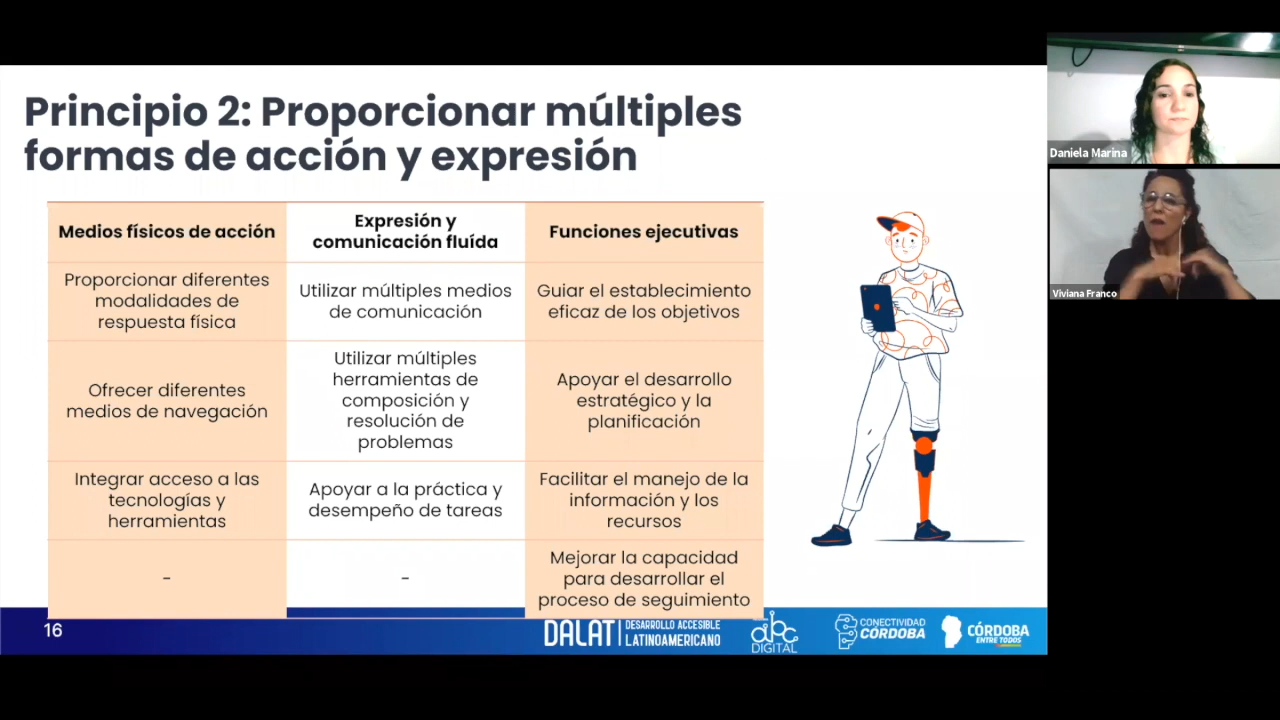 Principio 2: Proporcionar múltiples
formas de acción y expresión
Medios físicos de acción
Expresión y
comunicación fluída
Funciones ejecutivas
Proporcionar diferentes
modalidades de
respuesta física
Utilizar múltiples medios
de comunicación
Guiar el establecimiento
eficaz de los objetivos
Ofrecer diferentes
medios de navegación
Utilizar múltiples
herramientas de
composición y
resolución de
problemas
Apoyar el desarrollo
estratégico y la
planificación
Integrar acceso a las
tecnologías y
herramientas
Apoyar a la práctica y
desempeño de tareas
Facilitar el manejo de la
información y los
recursos
-
-
Mejorar la capacidad
para desarrollar el
proceso de seguimiento
16
DALAT
DESARROLLO ACCESIBLE
LATINOAMERICANO
abc
DIGITAL
CONECTIVIDAD
CÓRDOBA
CÓRDOBA
ENTRE TODOS
Daniela Marina
Viviana Franco